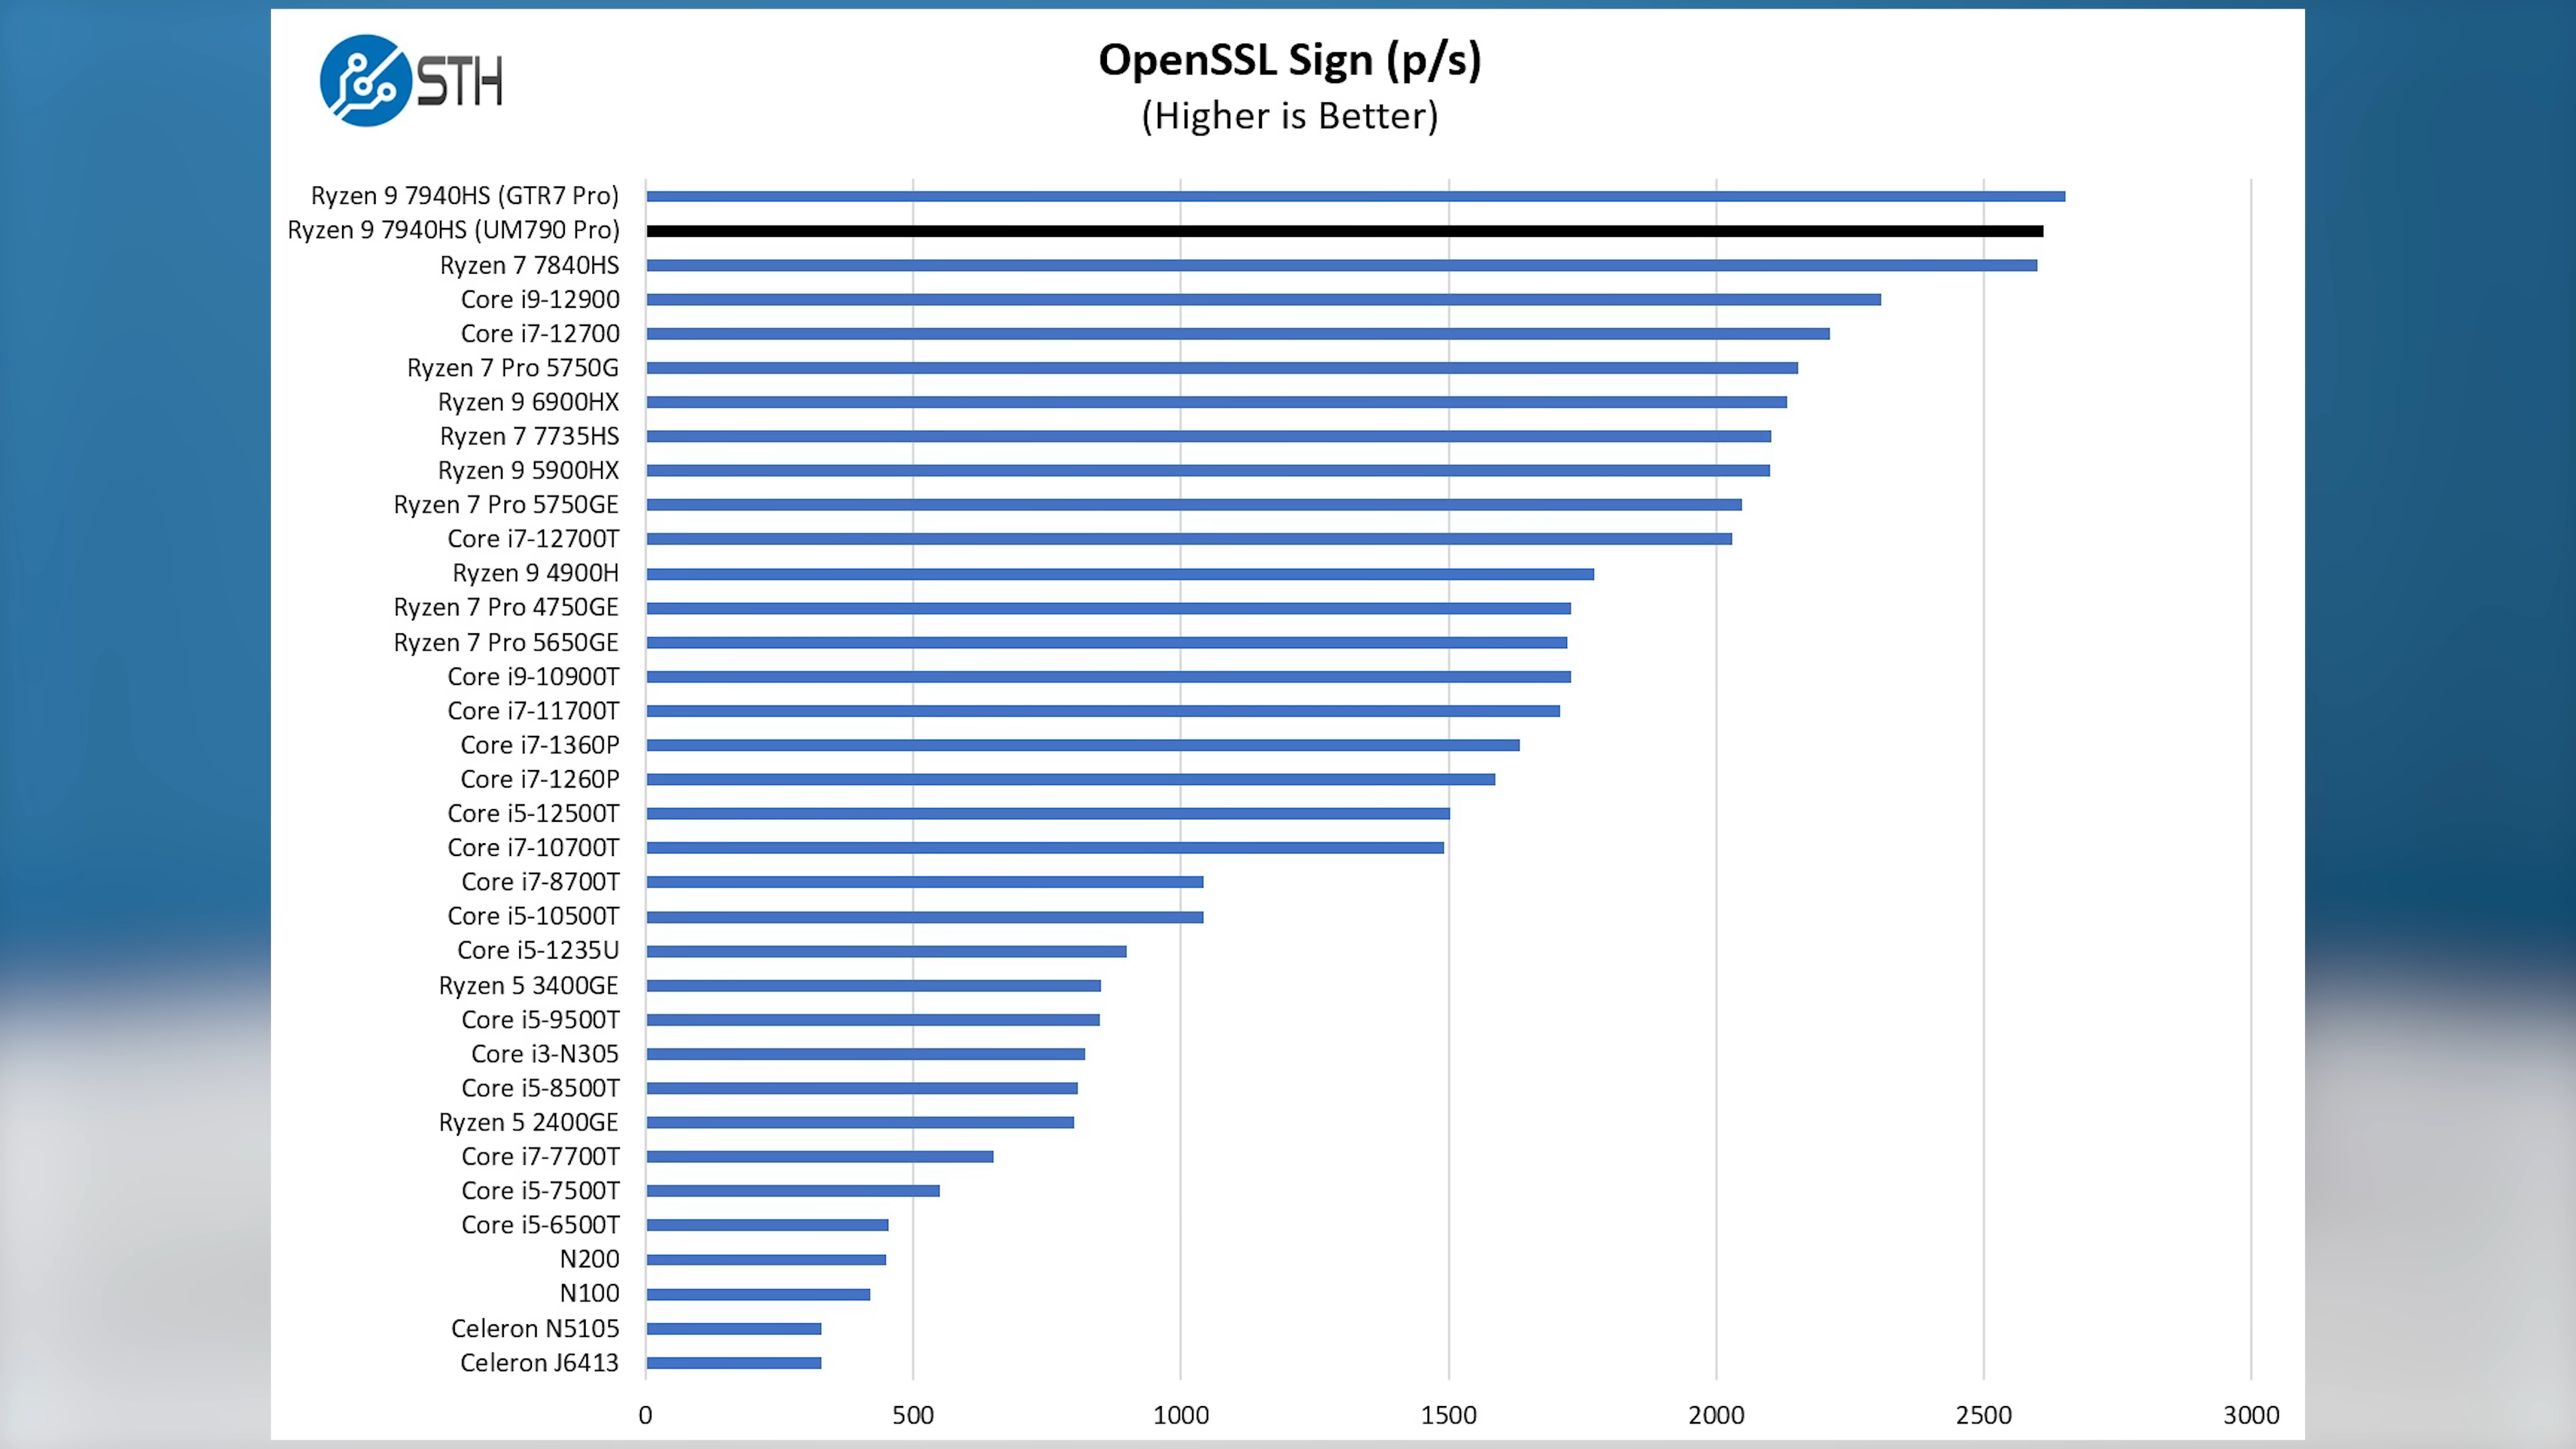 STH
OpenSSL Sign (p/s)
(Higher is Better)
Ryzen 9 7940HS (GTR7 Pro)
Ryzen 9 7940HS (UM790 Pro)
Ryzen 7 7840HS
Core i9-12900
Core i7-12700
Ryzen 7 Pro 5750G
Ryzen 9 6900HX
Ryzen 7 7735HS
Ryzen 9 5900HX
Ryzen 7 Pro 5750GE
Core i7-12700T
Ryzen 9 4900H
Ryzen 7 Pro 4750GE
Ryzen 7 Pro 5650GE
Core i9-10900T
Core i7-11700T
Core i7-1360P
Core i7-1260P
Core i5-12500T
Core i7-10700T
Core i7-8700T
Core i5-10500T
Core i5-1235U
Ryzen 5 3400GE
Core i5-9500T
Core i3-N305
Core i5-8500T
Ryzen 5 2400GE
Core i7-7700T
Core i5-7500T
Core i5-6500T
N200
N100
Celeron N5105
Celeron J6413
0 500 1000 1500 2000 2500 3000